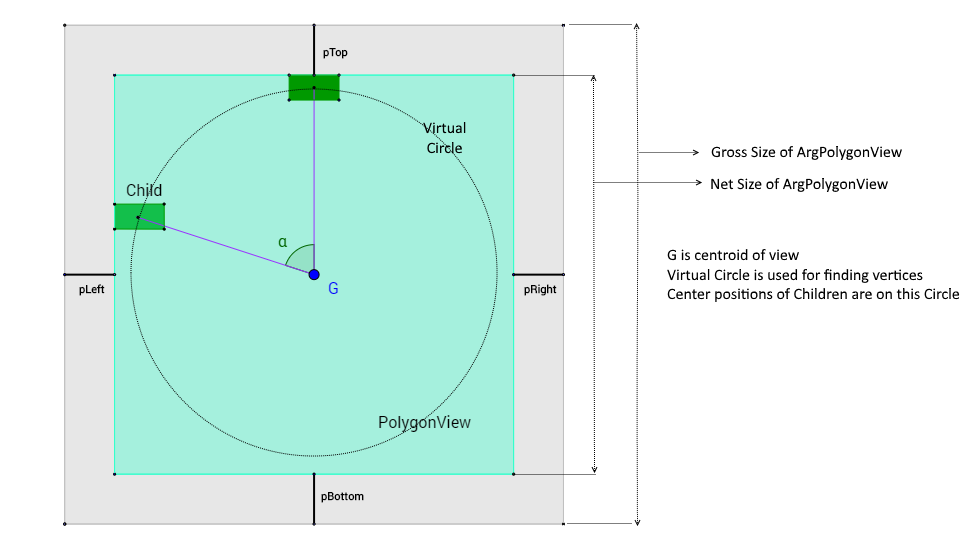 pTop
Virtual
Circle
Gross Size of ArgPolygonView
Net Size of ArgPolygonView
Child
α
G is centroid of view
Virtual Circle is used for finding vertices
Center positions of Children are on this Circle
pLeft
G
pRight
PolygonView
pBottom